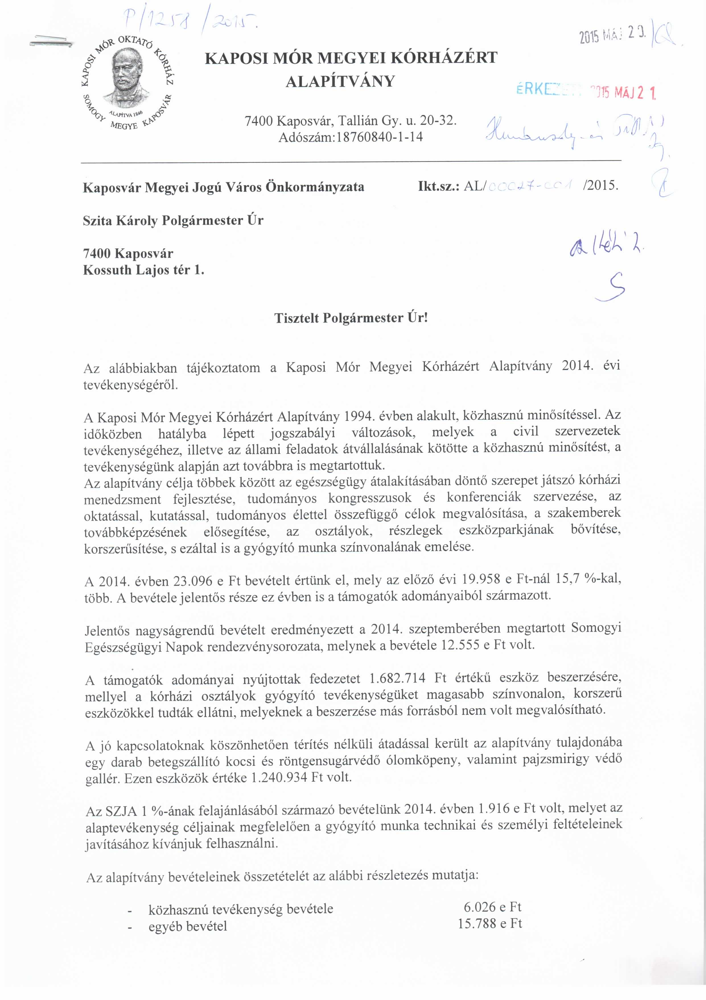 P/1258/2015.
2015 MÁJ 20.
KAPOSI MÓR OKTATÓ KÓRHÁZ
SOMOGY MEGYE KAPOSVÁR
ALAPÍTVA 1846
KAPOSI MÓR MEGYEI KÓRHÁZÉRT
ALAPÍTVÁNY
2015 MÁJ 21.
7400 Kaposvár, Tallián Gy. u. 20-32.
Adószám:18760840-1-14
Kaposvár Megyei Jogú Város Önkormányzata Ikt.sz.: AL/00027-001 /2015.
Szita Károly Polgármester Úr
7400 Kaposvár
Kossuth Lajos tér 1.
Tisztelt Polgármester Úr!
Az alábbiakban tájékoztatom a Kaposi Mór Megyei Kórházért Alapítvány 2014. évi
tevékenységéről.
A Kaposi Mór Megyei Kórházért Alapítvány 1994. évben alakult, közhasznú minősítéssel. Az
időközben hatályba lépett jogszabályi változások, melyek a civil szervezetek
tevékenységéhez, illetve az állami feladatok átvállalásának kötötte a közhasznú minősítést, a
tevékenységünk alapján azt továbbra is megtartottuk.
Az alapítvány célja többek között az egészségügy átalakításában döntő szerepet játszó kórházi
menedzsment fejlesztése, tudományos kongresszusok és konferenciák szervezése, az
oktatással, kutatással, tudományos élettel összefüggő célok megvalósítása, a szakemberek
továbbképzésének elősegítése, az osztályok, részlegek eszközparkjának bővítése,
korszerűsítése, s ezáltal is a gyógyító munka színvonalának emelése.
A 2014. évben 23.096 e Ft bevételt értünk el, mely az előző évi 19.958 e Ft-nál 15,7 %-kal,
több. A bevétele jelentős része ez évben is a támogatók adományaiból származott.
Jelentős nagyságrendű bevételt eredményezett a 2014. szeptemberében megtartott Somogyi
Egészségügyi Napok rendezvénysorozata, melynek a bevétele 12.555 e Ft volt.
A támogatók adományai nyújtottak fedezetet 1.682.714 Ft értékű eszköz beszerzésére,
mellyel a kórházi osztályok gyógyító tevékenységüket magasabb színvonalon, korszerű
eszközökkel tudták ellátni, melyeknek a beszerzése más forrásból nem volt megvalósítható.
A jó kapcsolatoknak köszönhetően térítés nélküli átadással került az alapítvány tulajdonába
egy darab betegszállító kocsi és röntgensugárvédő ólomköpeny, valamint pajzsmirigy védő
gallér. Ezen eszközök értéke 1.240.934 Ft volt.
Az SZJA 1 %-ának felajánlásából származó bevételünk 2014. évben 1.916 e Ft volt, melyet az
alaptevékenység céljainak megfelelően a gyógyító munka technikai és személyi feltételeinek
javításához kívánjuk felhasználni.
Az alapítvány bevételeinek összetételét az alábbi részletezés mutatja:
- közhasznú tevékenység bevétele 6.026 e Ft
- egyéb bevétel 15.788 e Ft